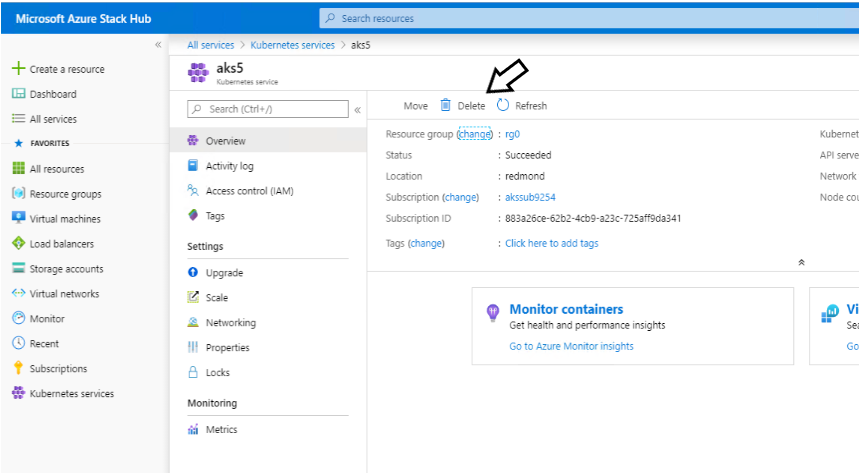 Microsoft Azure Stack Hub
Search resources
Create a resource
Dashboard
All services
FAVORITES
All resources
Resource groups
Virtual machines
Load balancers
Storage accounts
Virtual networks
Monitor
Recent
Subscriptions
Kubernetes services
All services > Kubernetes services > aks5
aks5
Kubernetes service
Search (Ctrl+/)
Overview
Activity log
Access control (IAM)
Tags
Settings
Upgrade
Scale
Networking
Properties
Locks
Monitoring
Metrics
Move Delete Refresh
Resource group (change) : rg0
Status : Succeeded
Location : redmond
Subscription (change) : akssub9254
Subscription ID : 883a26ce-62b2-4cb9-a23c-725aff9da341
Tags (change) : Click here to add tags
Kubernet
API serve
Network
Node cou
Monitor containers
Get health and performance insights
Go to Azure Monitor insights
Vi
Sea
Go